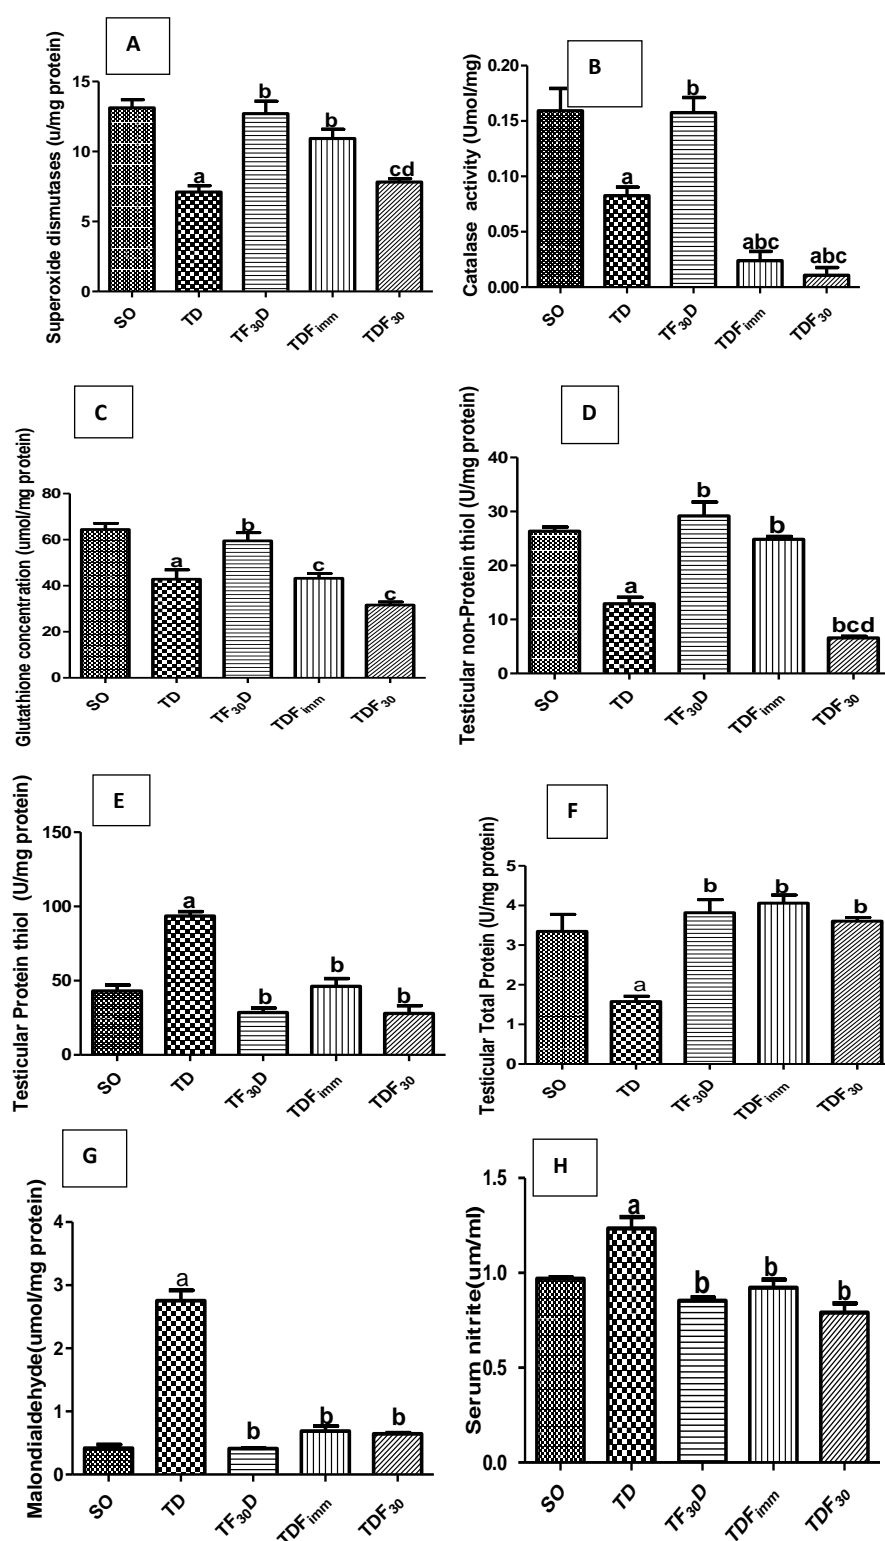 A
Superoxide dismutases (u/mg protein)
15
10
5
0
a
b
b
cd
SO
TD
TF₃₀D
TDFᵢₘₘ
TDF₃₀
B
Catalase activity (Umol/mg)
0.20
0.15
0.10
0.05
0.00
a
b
abc
abc
SO
TD
TF₃₀D
TDFᵢₘₘ
TDF₃₀
C
Glutathione concentration (umol/mg protein)
80
60
40
20
0
a
b
c
c
SO
TD
TF₃₀D
TDFᵢₘₘ
TDF₃₀
D
Testicular non-Protein thiol (U/mg protein)
40
30
20
10
0
a
b
b
bcd
SO
TD
TF₃₀D
TDFᵢₘₘ
TDF₃₀
E
Testicular Protein thiol (U/mg protein)
150
100
50
0
a
b
b
b
SO
TD
TF₃₀D
TDFᵢₘₘ
TDF₃₀
F
Testicular Total Protein (U/mg protein)
5
4
3
2
1
0
a
b
b
b
SO
TD
TF₃₀D
TDFᵢₘₘ
TDF₃₀
G
Malondialdehyde(umol/mg protein)
4
3
2
1
0
a
b
b
b
SO
TD
TF₃₀D
TDFᵢₘₘ
TDF₃₀
H
Serum nitrite(um/ml)
1.5
1.0
0.5
0.0
a
b
b
b
SO
TD
TF₃₀D
TDFᵢₘₘ
TDF₃₀